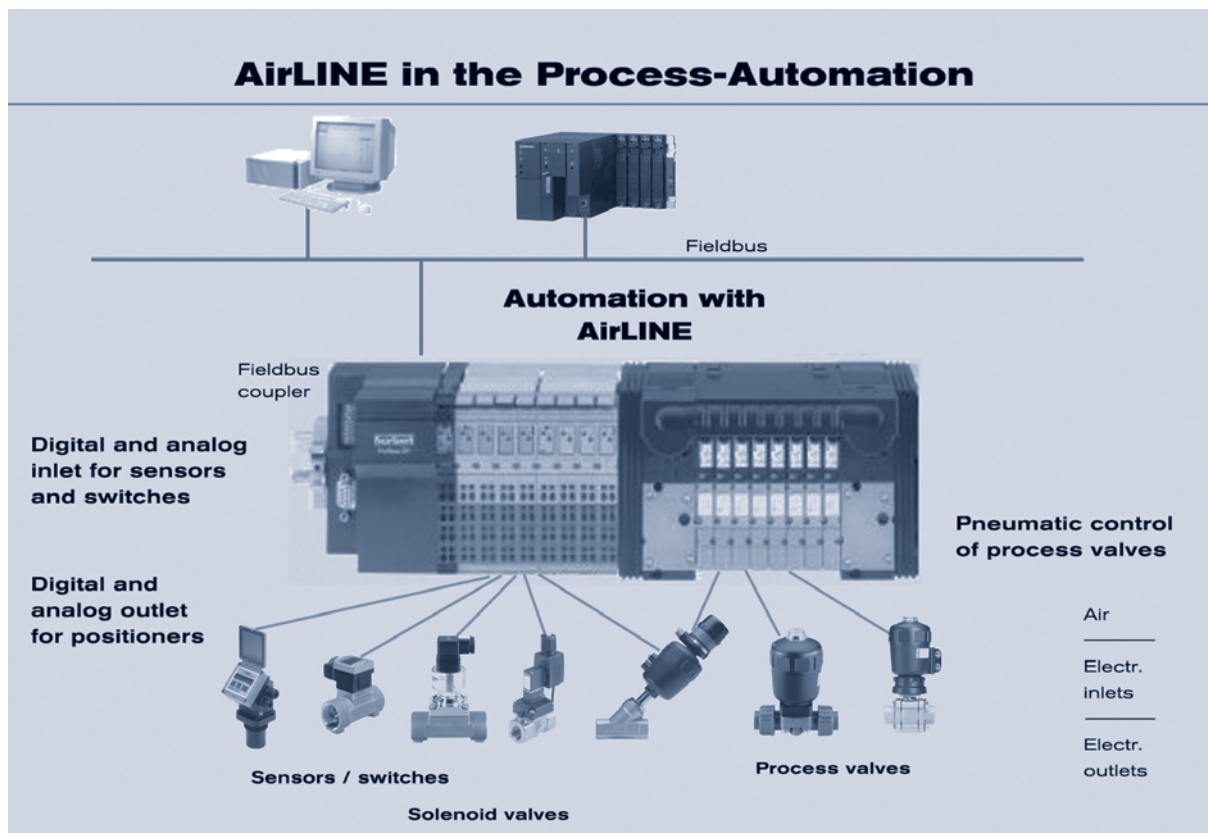 AirLINE in the Process-Automation
Fieldbus
Automation with
AirLINE
Fieldbus
coupler
Digital and analog
inlet for sensors
and switches
Pneumatic control
of process valves
Digital and
analog outlet
for positioners
Air
Electr.
inlets
Electr.
outlets
Sensors / switches
Process valves
Solenoid valves